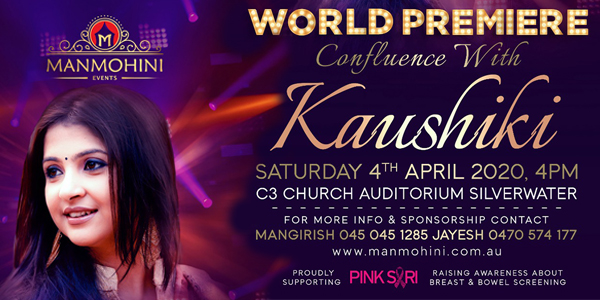 MANMOHINI
EVENTS
WORLD PREMIERE
Confluence With
Kaushiki
SATURDAY 4TH APRIL 2020, 4PM
C3 CHURCH AUDITORIUM SILVERWATER
FOR MORE INFO & SPONSORSHIP CONTACT
MANGIRISH 045 045 1285 JAYESH 0470 574 177
www.manmohini.com.au
PROUDLY
SUPPORTING
PINK SARI
RAISING AWARENESS ABOUT
BREAST & BOWEL SCREENING